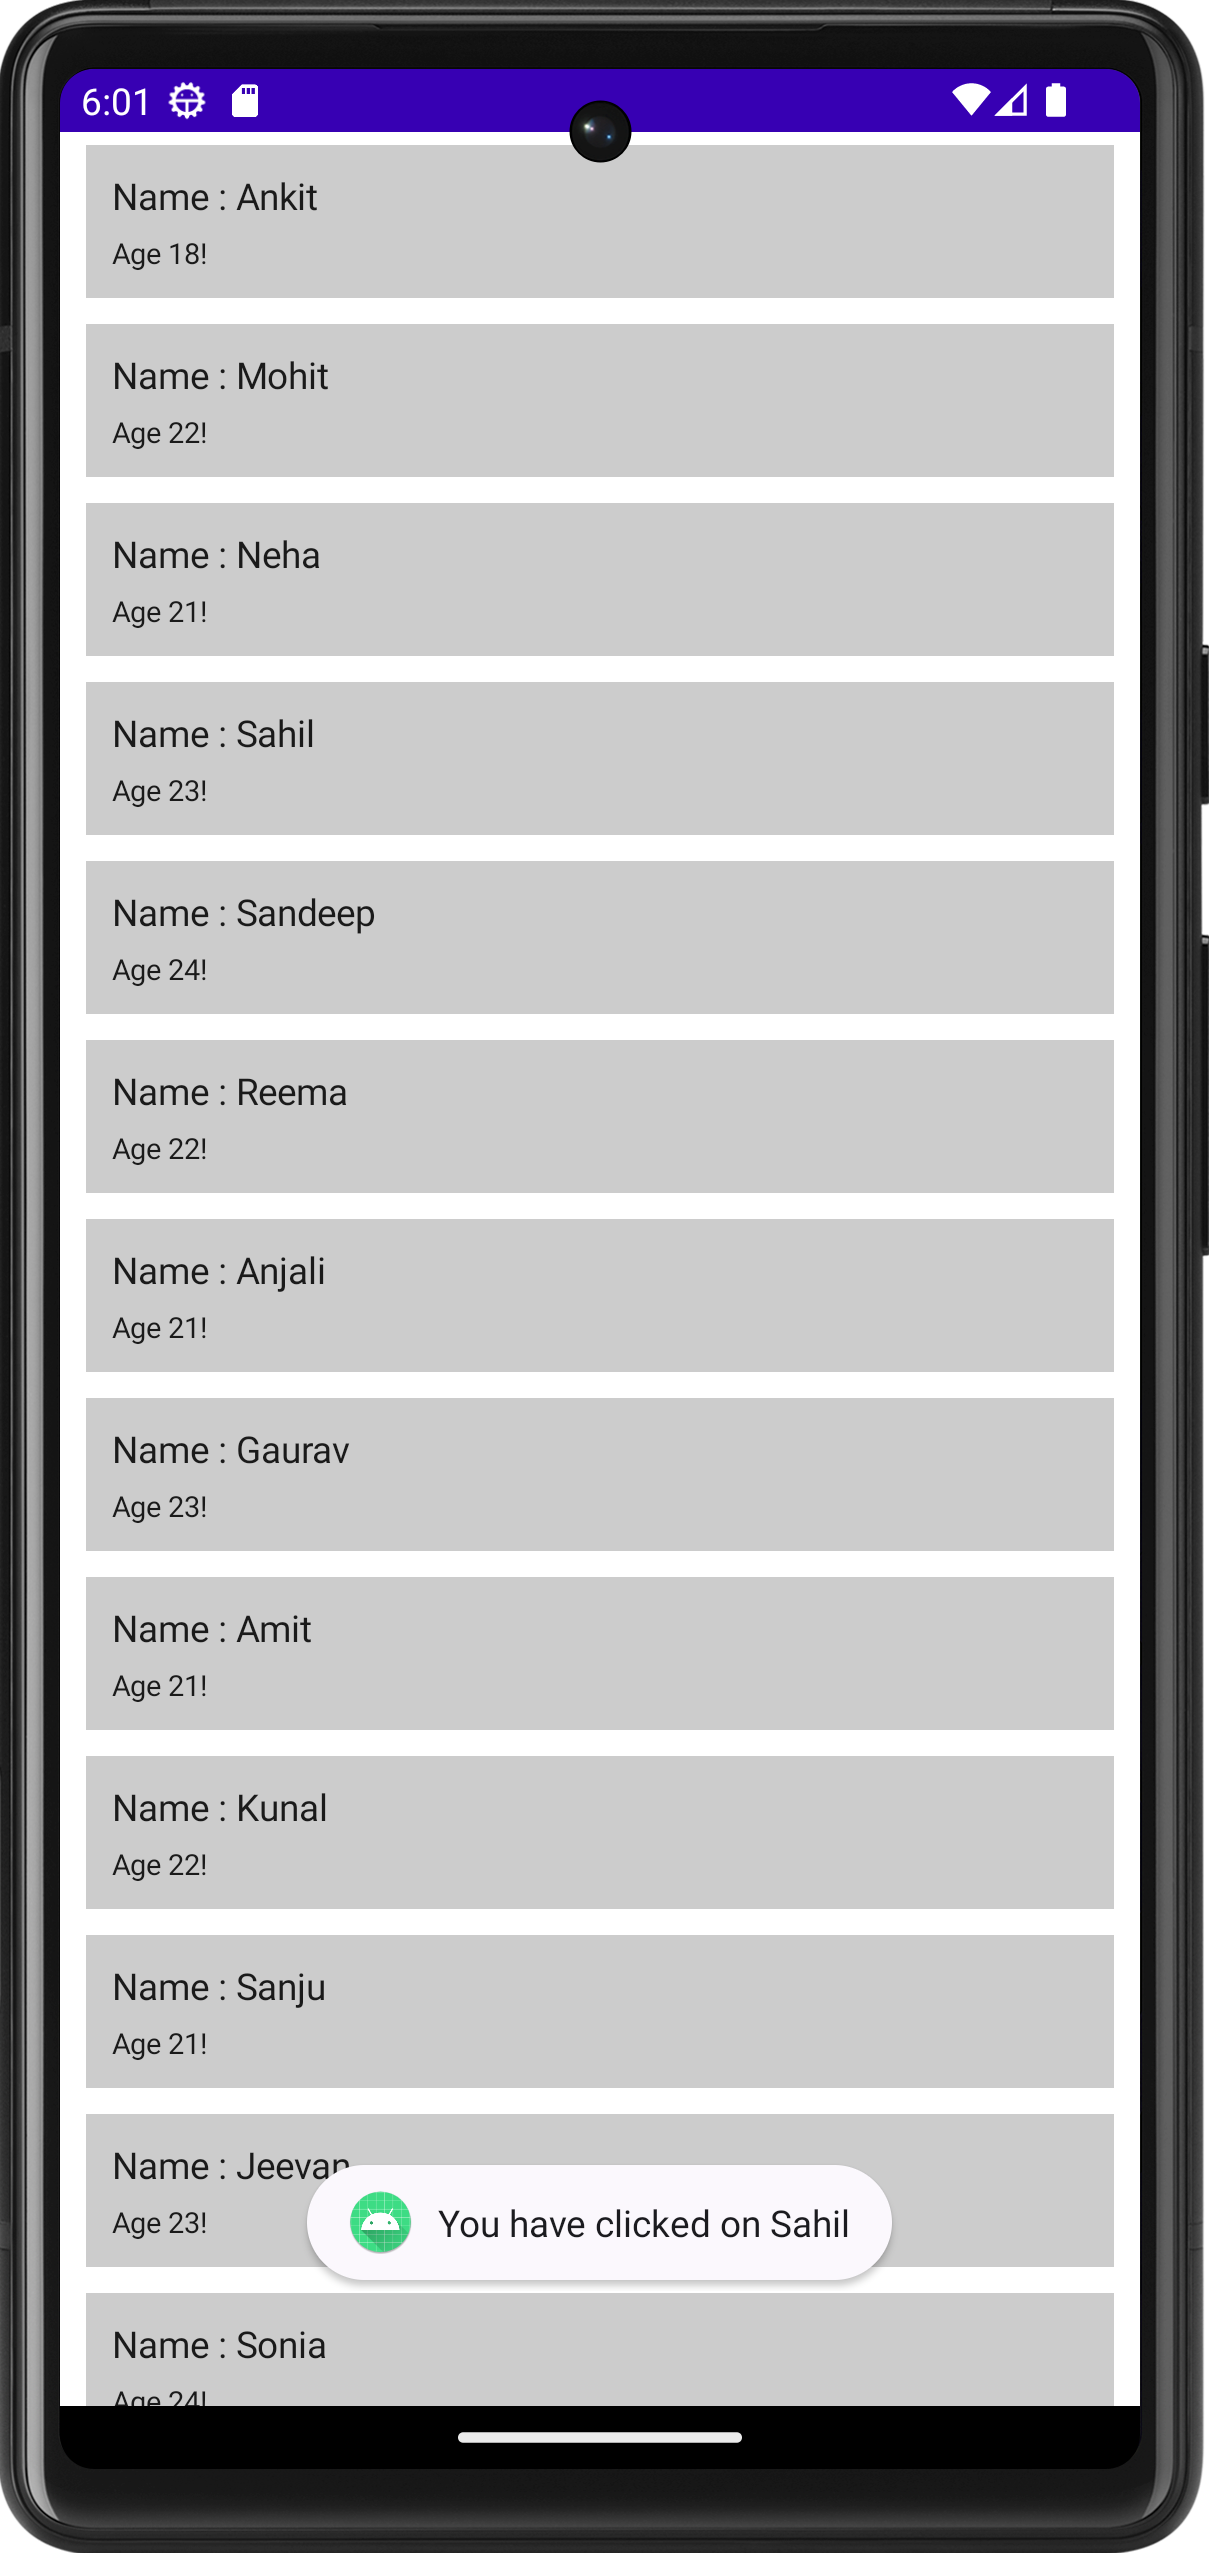 6:01
Name : Ankit
Age 18!
Name : Mohit
Age 22!
Name : Neha
Age 21!
Name : Sahil
Age 23!
Name : Sandeep
Age 24!
Name : Reema
Age 22!
Name : Anjali
Age 21!
Name : Gaurav
Age 23!
Name : Amit
Age 21!
Name : Kunal
Age 22!
Name : Sanju
Age 21!
Name : Jeevan
Age 23!
You have clicked on Sahil
Name : Sonia
Age 24!